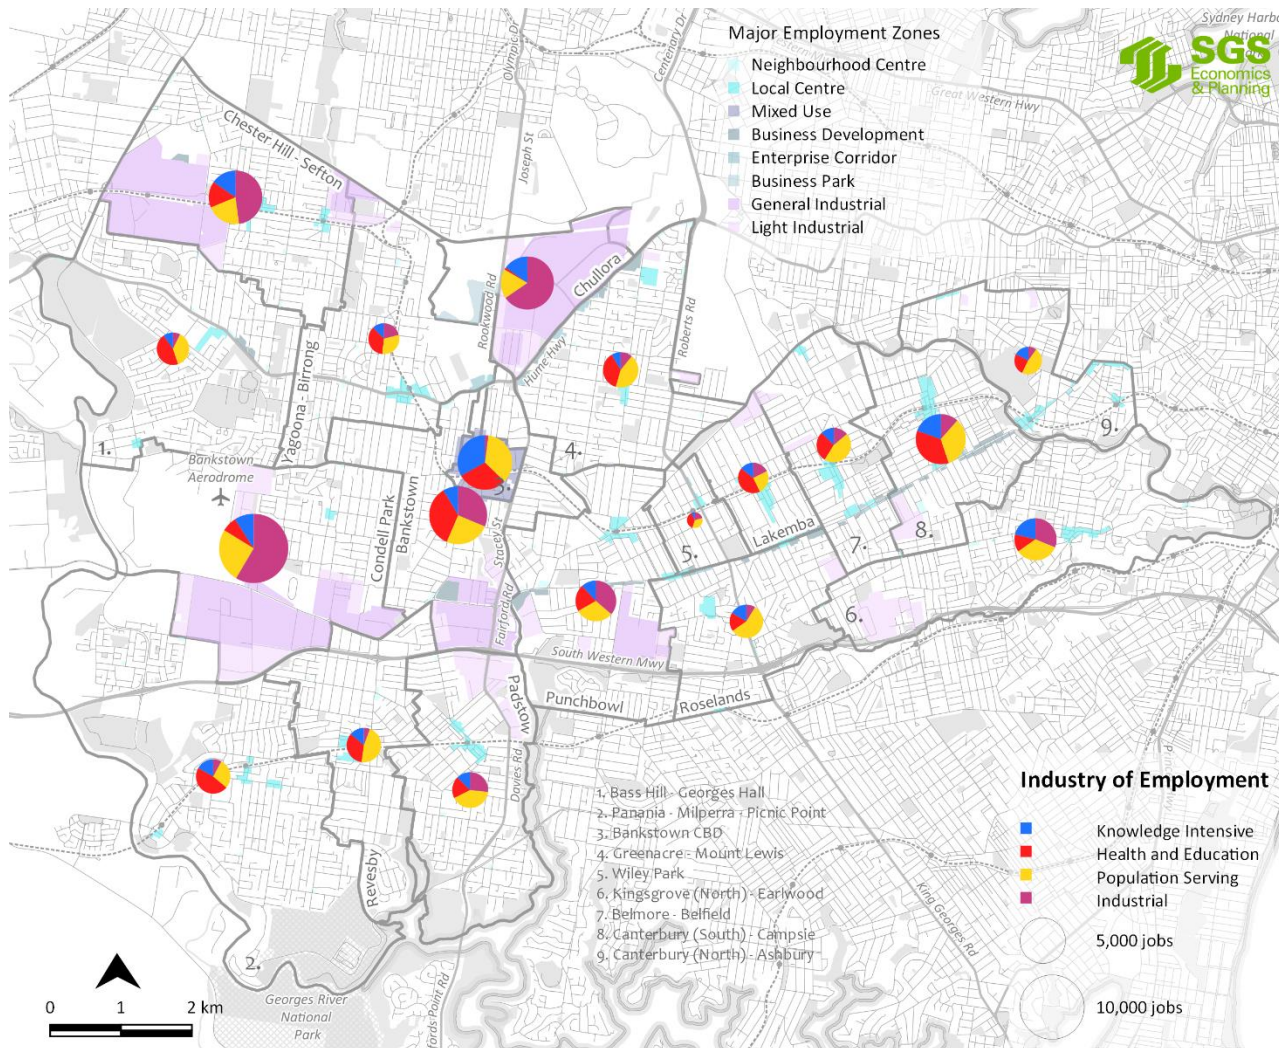 Major Employment Zones
Neighbourhood Centre
Local Centre
Mixed Use
Business Development
Enterprise Corridor
Business Park
General Industrial
Light Industrial
SGS
Economics
& Planning
Olympic Dr
Centenary Dr
Great Western Hwy
Chester Hill - Sefton
Joseph St
Rookwood Rd
Chullora
Hume Hwy
Roberts Rd
Yagoona - Birrong
1.
Bankstown
Aerodrome
4.
9.
3.
Condell Park
Bankstown
Stacey St
5.
Lakemba
7.
8.
Fairford Rd
6.
South Western Mwy
Padstow
Punchbowl
Roselands
Davies Rd
Revesby
2.
Georges River
National
Park
King Georges Rd
1. Bass Hill - Georges Hall
2. Panania - Milperra - Picnic Point
3. Bankstown CBD
4. Greenacre - Mount Lewis
5. Wiley Park
6. Kingsgrove (North) - Earlwood
7. Belmore - Belfield
8. Canterbury (South) - Campsie
9. Canterbury (North) - Ashbury
Industry of Employment
Knowledge Intensive
Health and Education
Population Serving
Industrial
5,000 jobs
10,000 jobs
0 1 2 km